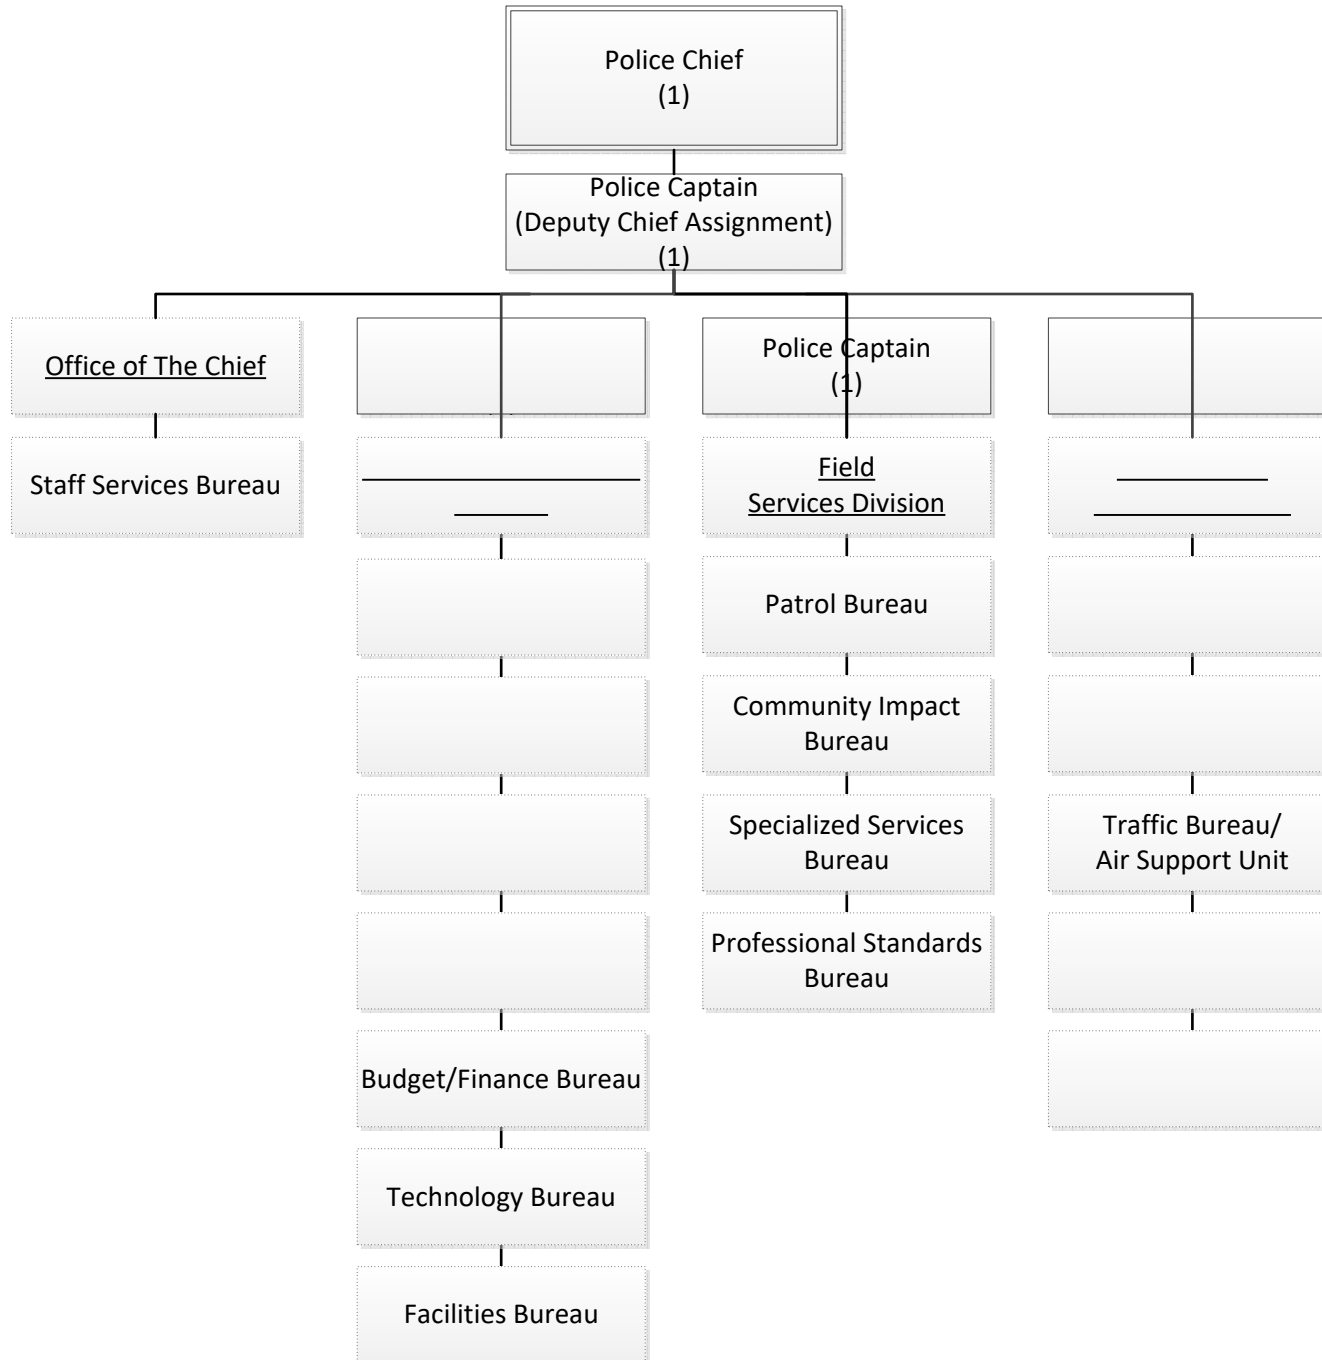 Police Chief
(1)
Police Captain
(Deputy Chief Assignment)
(1)
Office of The Chief
Staff Services Bureau
Budget/Finance Bureau
Technology Bureau
Facilities Bureau
Police Captain
(1)
Field
Services Division
Patrol Bureau
Community Impact
Bureau
Specialized Services
Bureau
Professional Standards
Bureau
Traffic Bureau/
Air Support Unit